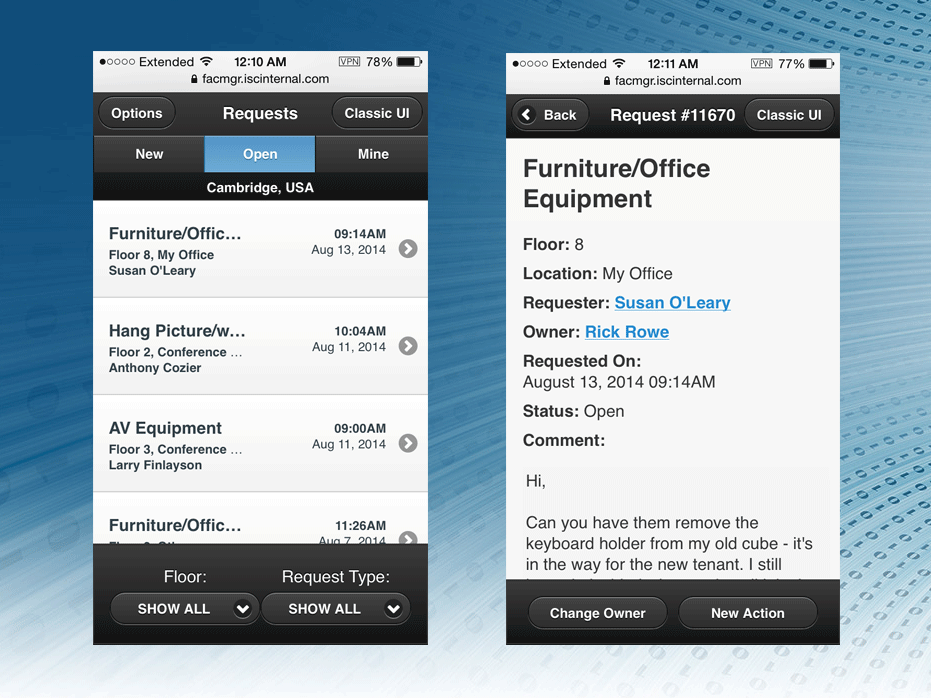 Extended 12:10 AM VPN 78%
facmgr.iscinternal.com
Options Requests Classic UI
New Open Mine
Cambridge, USA
Furniture/Offic... 09:14AM
Floor 8, My Office Aug 13, 2014
Susan O'Leary
Hang Picture/w... 10:04AM
Floor 2, Conference ... Aug 11, 2014
Anthony Cozier
AV Equipment 09:00AM
Floor 3, Conference ... Aug 11, 2014
Larry Finlayson
Furniture/Offic... 11:26AM
Aug 7, 2014
Floor: Request Type:
SHOW ALL SHOW ALL
Extended 12:11 AM VPN 77%
facmgr.iscinternal.com
Back Request #11670 Classic UI
Furniture/Office
Equipment
Floor: 8
Location: My Office
Requester: Susan O'Leary
Owner: Rick Rowe
Requested On:
August 13, 2014 09:14AM
Status: Open
Comment:
Hi,
Can you have them remove the
keyboard holder from my old cube - it's
in the way for the new tenant. I still
Change Owner New Action